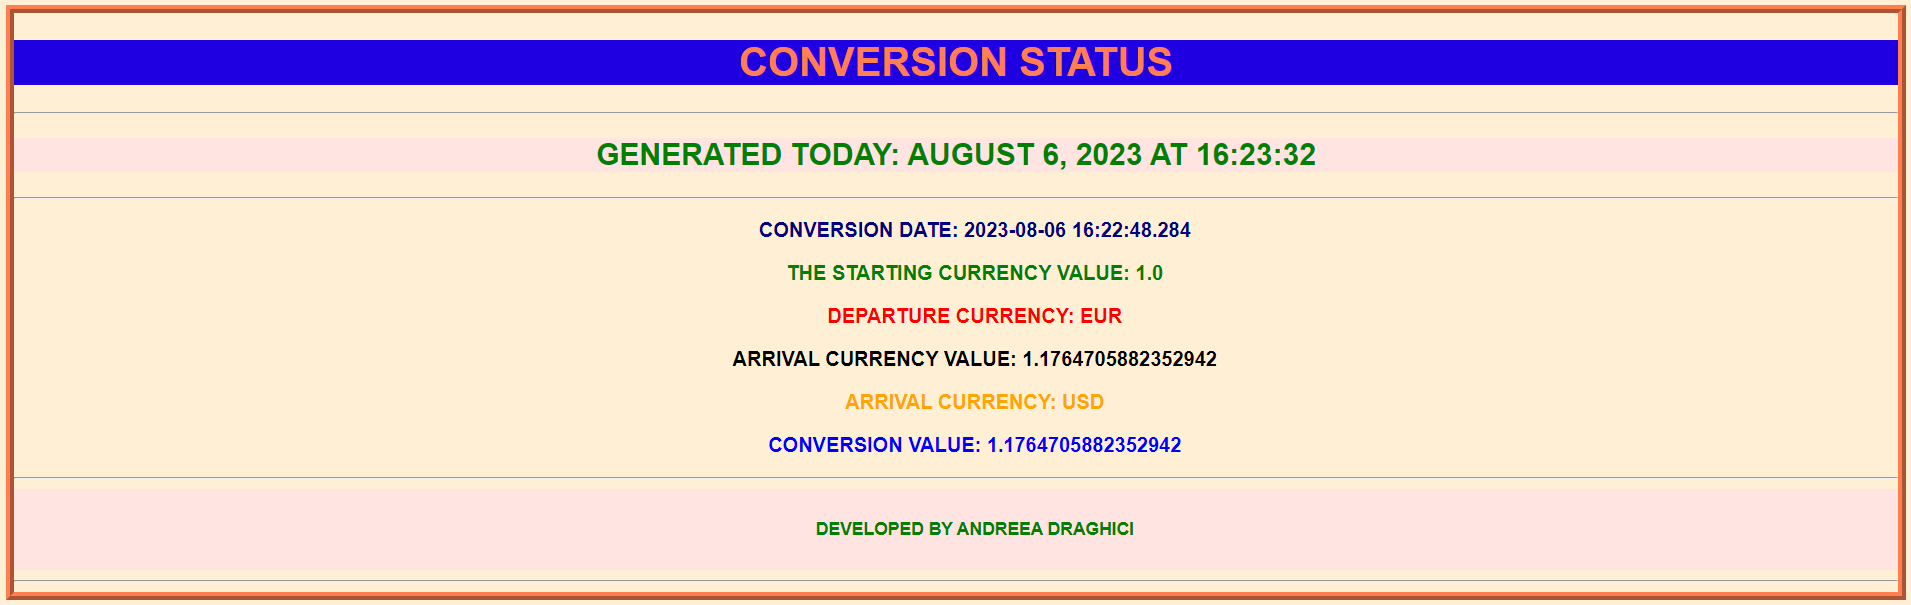 CONVERSION STATUS
GENERATED TODAY: AUGUST 6, 2023 AT 16:23:32
CONVERSION DATE: 2023-08-06 16:22:48.284
THE STARTING CURRENCY VALUE: 1.0
DEPARTURE CURRENCY: EUR
ARRIVAL CURRENCY VALUE: 1.1764705882352942
ARRIVAL CURRENCY: USD
CONVERSION VALUE: 1.1764705882352942
DEVELOPED BY ANDREEA DRAGHICI